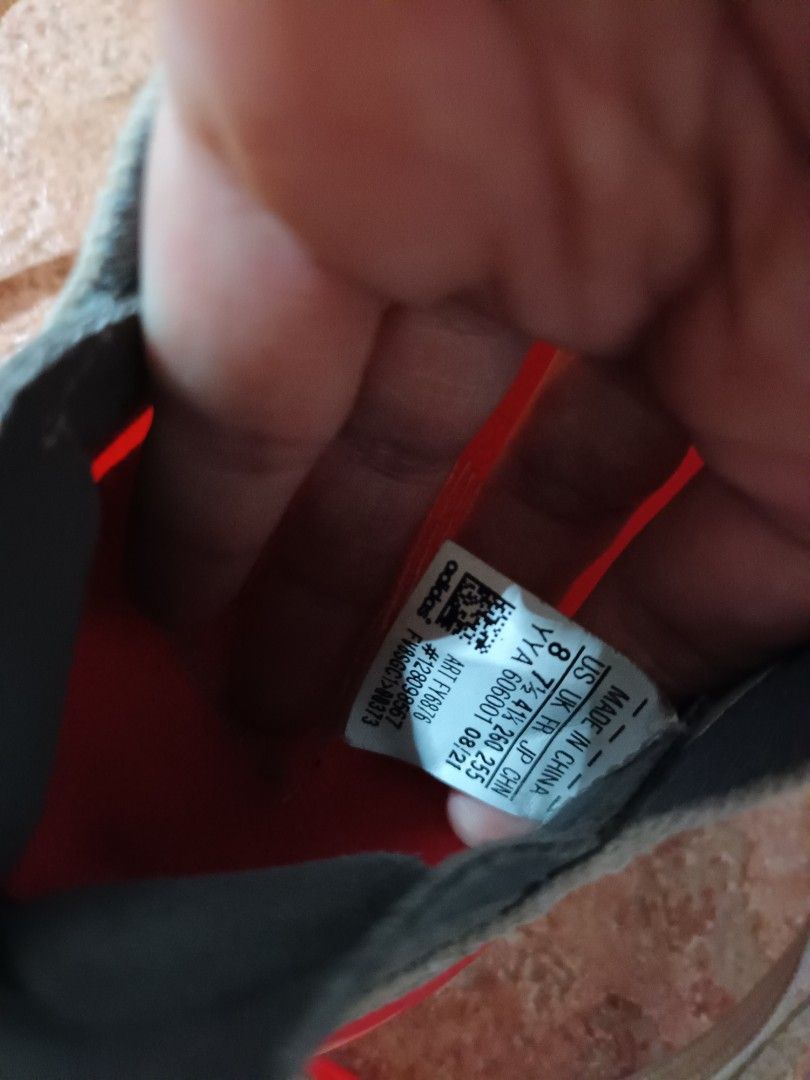 MADE IN CHINA
US UK FR JP CHN
8 7½ 41⅓ 260 255
YYA 606001 08/21
adidas
ART FY6876
#128098567